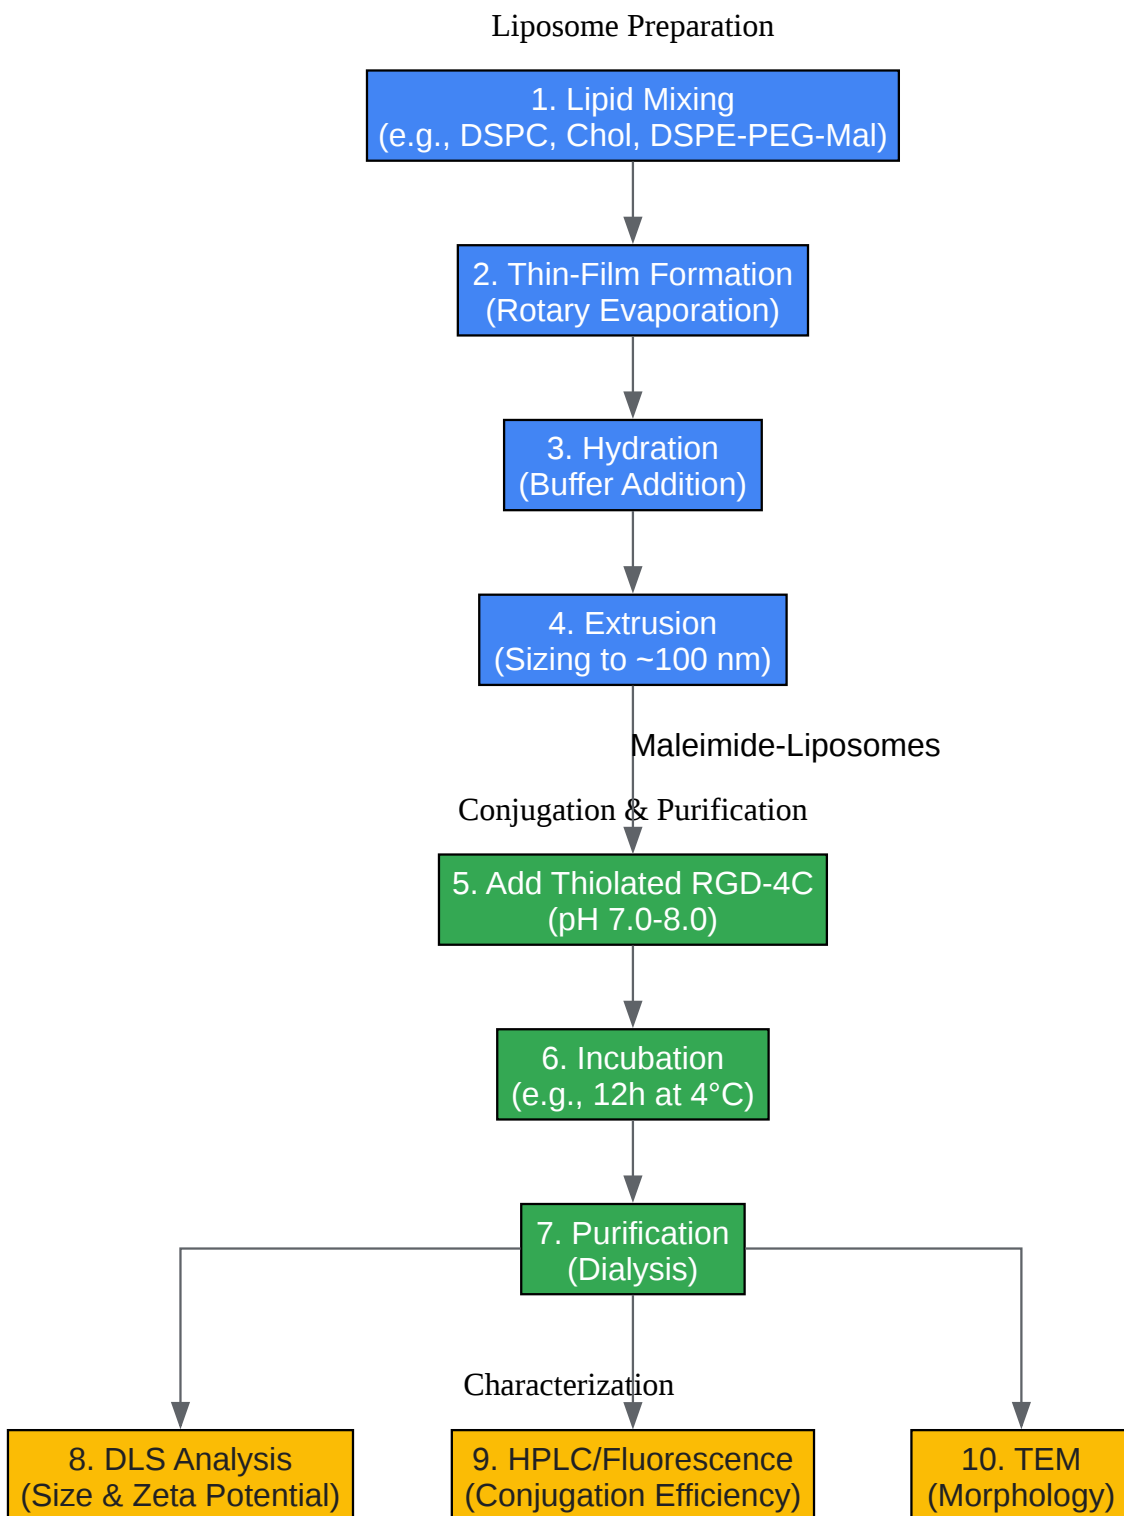 Liposome Preparation
1. Lipid Mixing
(e.g., DSPC, Chol, DSPE-PEG-Mal)
2. Thin-Film Formation
(Rotary Evaporation)
3. Hydration
(Buffer Addition)
4. Extrusion
(Sizing to ~100 nm)
Maleimide-Liposomes
Conjugation & Purification
5. Add Thiolated RGD-4C
(pH 7.0-8.0)
6. Incubation
(e.g., 12h at 4°C)
7. Purification
(Dialysis)
Characterization
8. DLS Analysis
(Size & Zeta Potential)
9. HPLC/Fluorescence
(Conjugation Efficiency)
10. TEM
(Morphology)